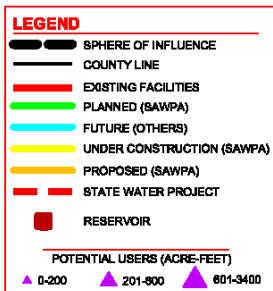 LEGEND
SPHERE OF INFLUENCE
COUNTY LINE
EXISTING FACILITIES
PLANNED (SAWPA)
FUTURE (OTHERS)
UNDER CONSTRUCTION (SAWPA)
PROPOSED (SAWPA)
STATE WATER PROJECT
RESERVOIR
POTENTIAL USERS (ACRE-FEET)
0-200 201-600 601-3400